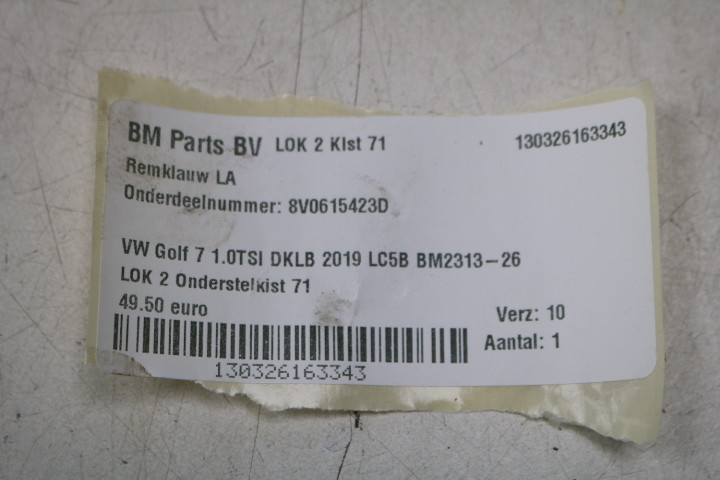 BM Parts BV LOK 2 Kist 71 130326163343
Remklauw LA
Onderdeelnummer: 8V0615423D
VW Golf 7 1.0TSI DKLB 2019 LC5B BM2313-26
LOK 2 Onderstelkist 71
49.50 euro Verz: 10
Aantal: 1
130326163343